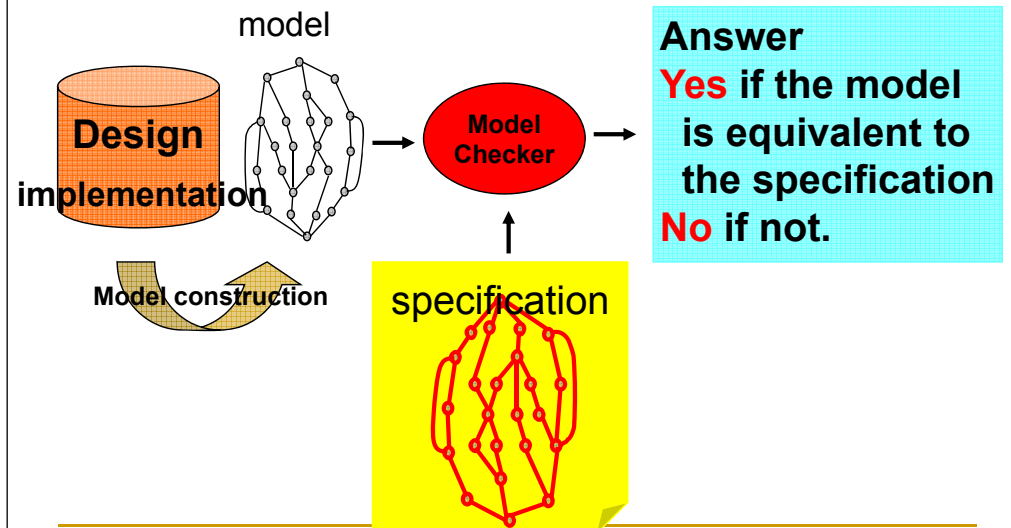 model
Design
implementation
Model construction
Model
Checker
specification
Answer
Yes if the model
is equivalent to
the specification
No if not.